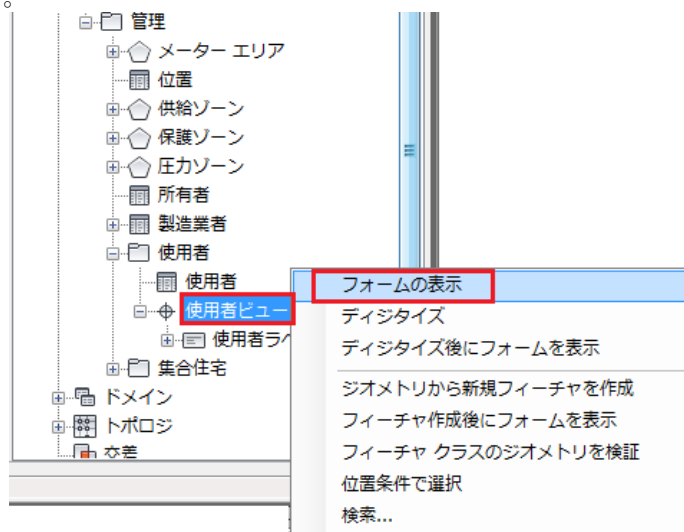 。
管理
メーター エリア
位置
供給ゾーン
保護ゾーン
圧力ゾーン
所有者
製造業者
使用者
使用者
使用者ビュー
使用者ラベ
集合住宅
ドメイン
トポロジ
交差
フォームの表示
ディジタイズ
ディジタイズ後にフォームを表示
ジオメトリから新規フィーチャを作成
フィーチャ作成後にフォームを表示
フィーチャ クラスのジオメトリを検証
位置条件で選択
検索...